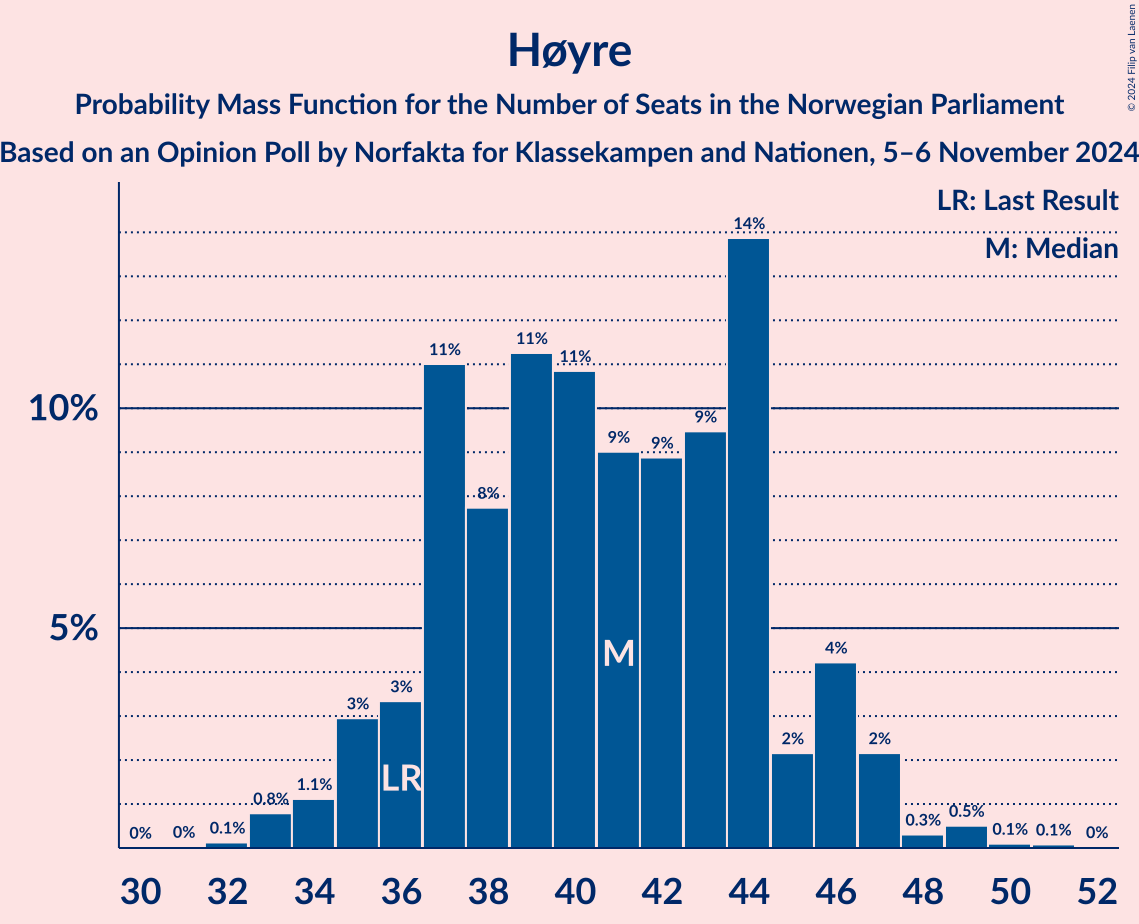 Høyre
Probability Mass Function for the Number of Seats in the Norwegian Parliament
Based on an Opinion Poll by Norfakta for Klassekampen and Nationen, 5–6 November 2024
© 2024 Filip van Laenen
LR: Last Result
M: Median
14%
11%
11%
11%
10%
9%
9%
9%
8%
5%
M
4%
3%
3%
2%
2%
LR
1.1%
0.8%
0.5%
0.3%
0%
0%
0.1%
0.1%
0.1%
0%
30 32 34 36 38 40 42 44 46 48 50 52